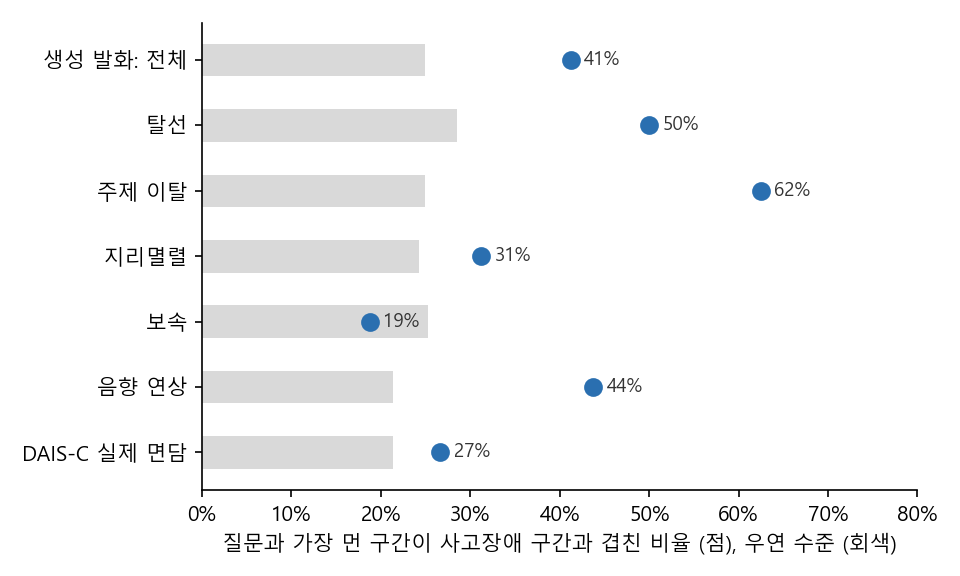 생성 발화: 전체
41%
탈선
50%
주제 이탈
62%
지리멸렬
31%
보속
19%
음향 연상
44%
DAIS-C 실제 면담
27%
0% 10% 20% 30% 40% 50% 60% 70% 80%
질문과 가장 먼 구간이 사고장애 구간과 겹친 비율 (점), 우연 수준 (회색)